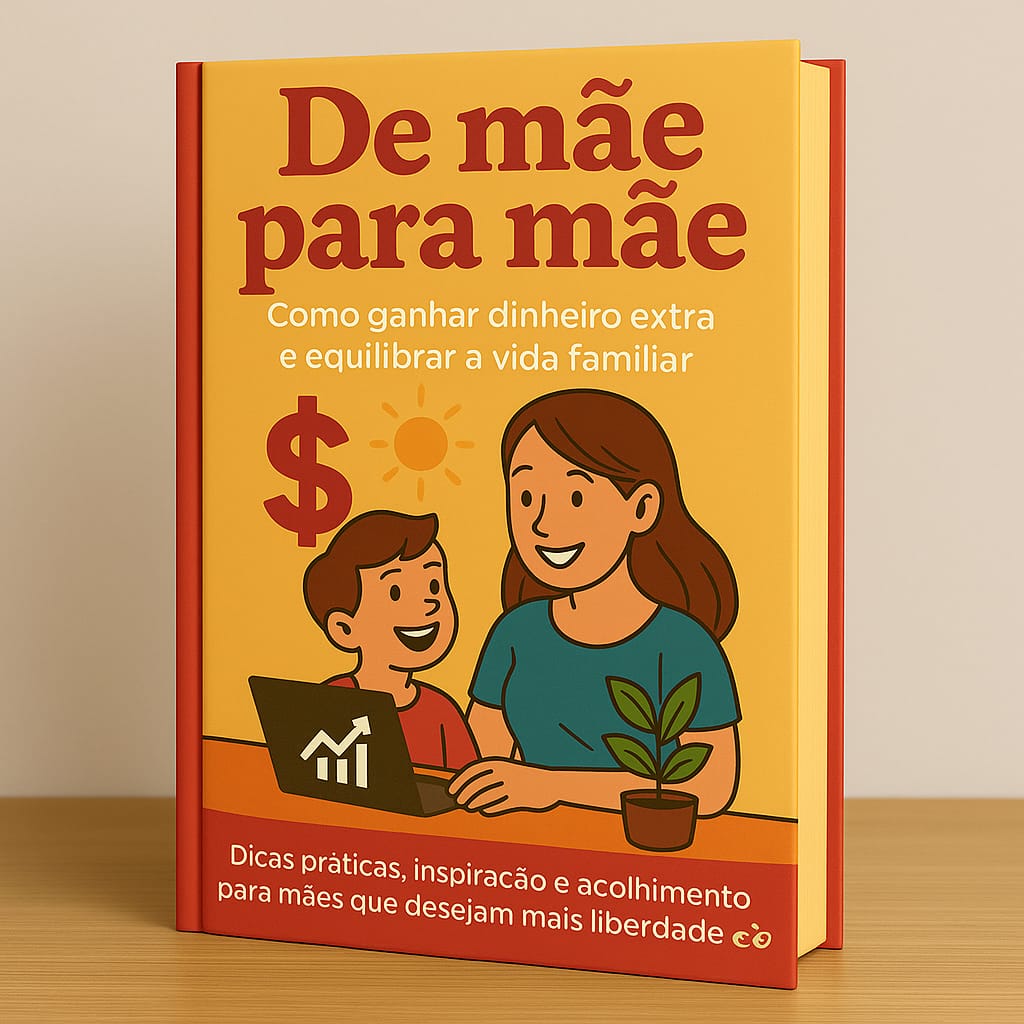 De mãe
para mãe
Como ganhar dinheiro extra
e equilibrar a vida familiar
$
Dicas práticas, inspiracão e acolhimento
para mães que desejam mais liberdade